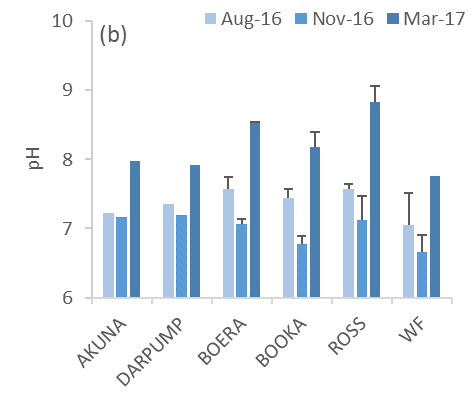 (b)
Aug-16 Nov-16 Mar-17
10
9
8
7
6
pH
AKUNA
DARPUMP
BOERA
BOOKA
ROSS
WF